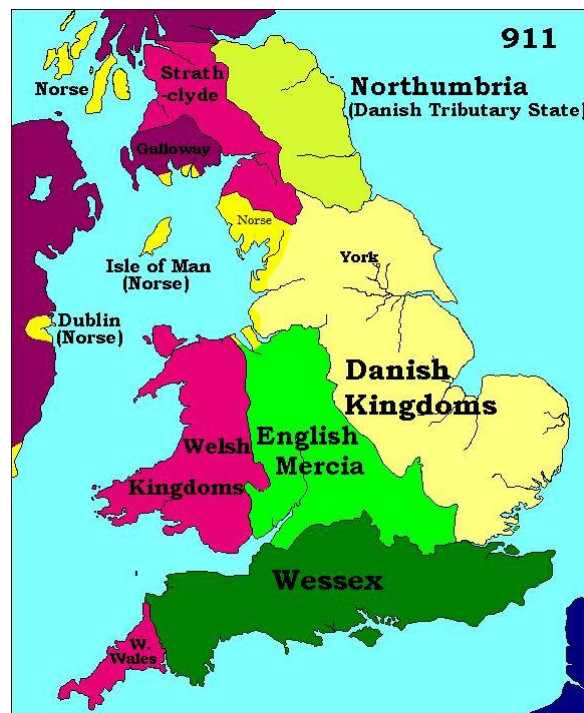 911
Strath
-clyde
Norse
Northumbria
(Danish Tributary State)
Galloway
Norse
Isle of Man
(Norse)
York
Dublin
(Norse)
Danish
Kingdoms
English
Mercia
Welsh
Kingdoms
Wessex
W.
Wales